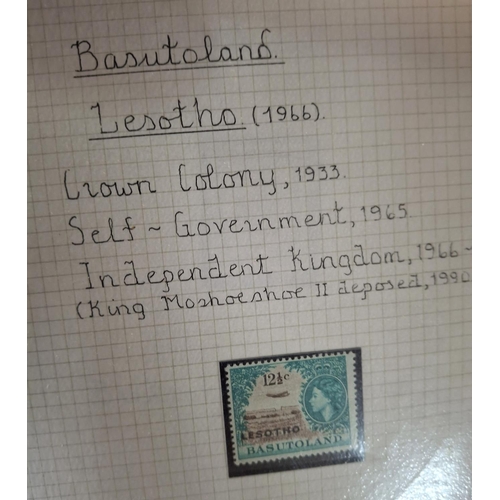 Basutoland.
Lesotho (1966).
Crown Colony, 1933.
Self ~ Government, 1965
Independent Kingdom, 1966 -
(King Moshoeshoe II deposed, 1990
12½c
LESOTHO
BASUTOLAND